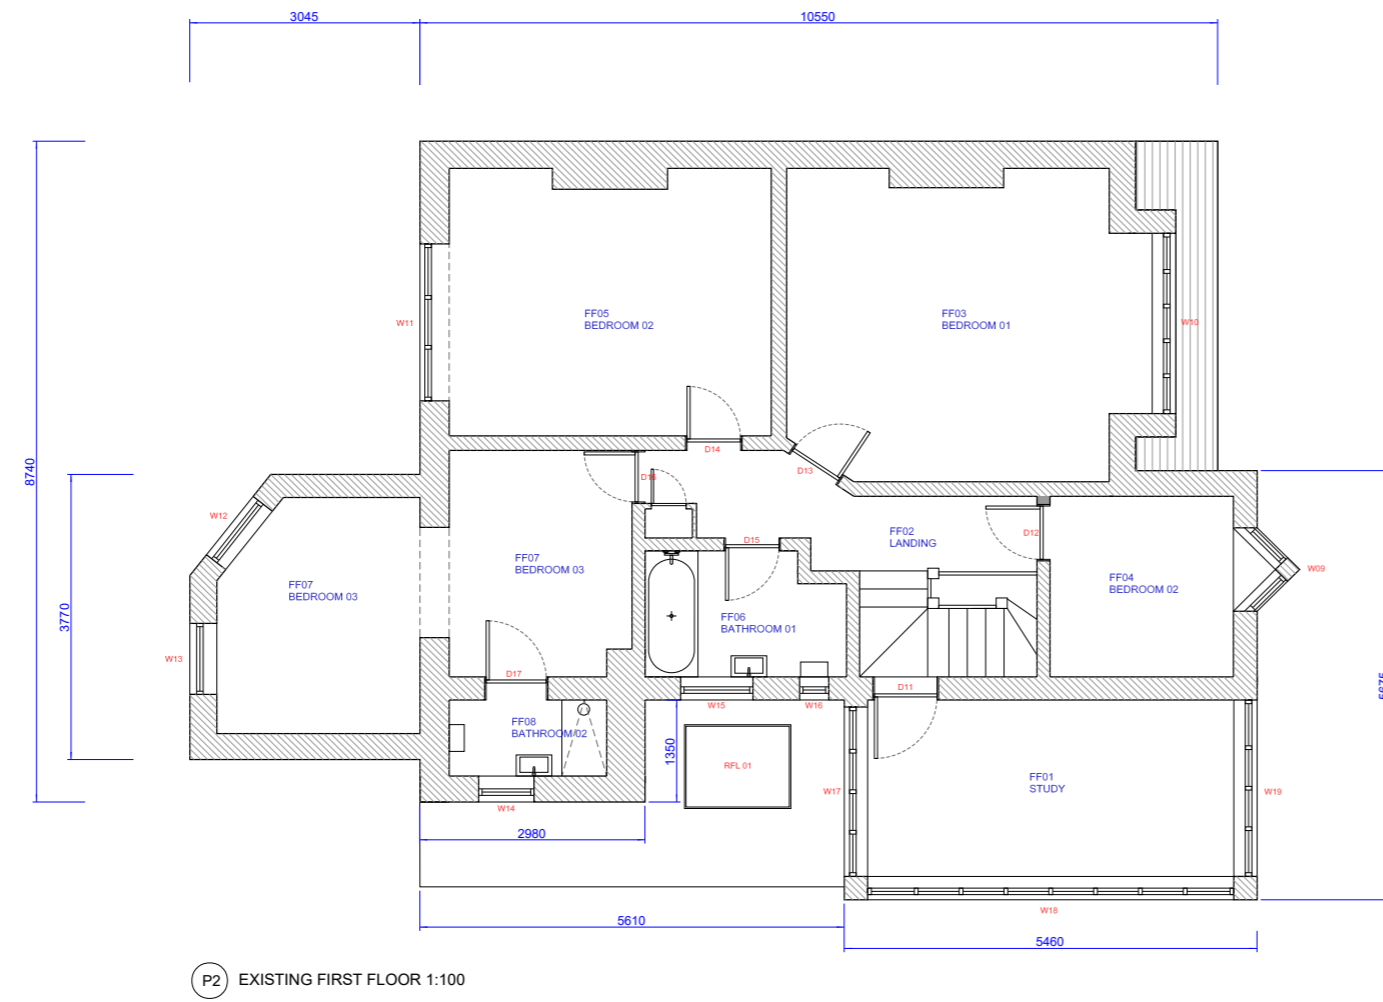 3045
10550
8740
3770
FF05
BEDROOM 02
FF03
BEDROOM 01
W11
W10
D14
D13
D16
W12
FF02
LANDING
D12
D15
FF07
BEDROOM 03
FF07
BEDROOM 03
FF04
BEDROOM 02
W09
FF06
BATHROOM 01
W13
D17
D11
W15
W16
FF08
BATHROOM 02
1350
RFL 01
FF01
STUDY
W17
W19
W14
2980
W18
5610
5460
P2
EXISTING FIRST FLOOR 1:100